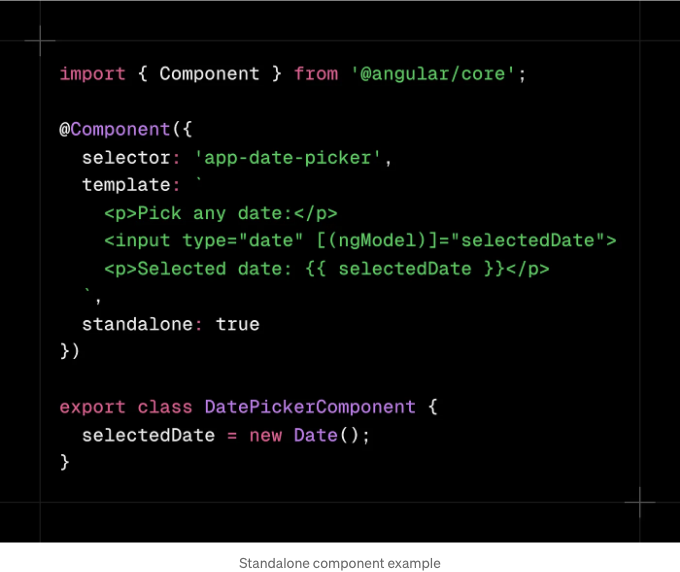 import { Component } from '@angular/core';
@Component({
selector: 'app-date-picker',
template: `
<p>Pick any date:</p>
<input type="date" [(ngModel)]="selectedDate">
<p>Selected date: {{ selectedDate }}</p>
`,
standalone: true
})
export class DatePickerComponent {
selectedDate = new Date();
}
Standalone component example